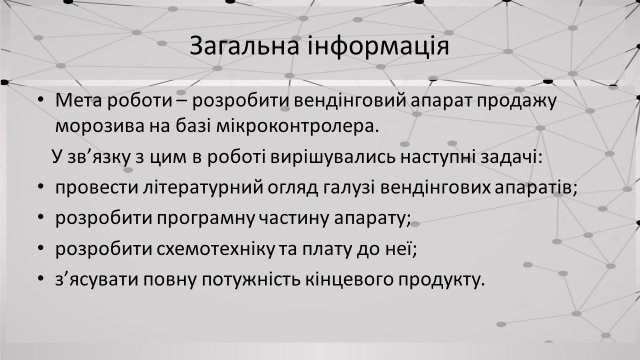 Загальна інформація
• Мета роботи – розробити вендінговий апарат продажу
морозива на базі мікроконтролера.
У зв’язку з цим в роботі вирішувались наступні задачі:
• провести літературний огляд галузі вендінгових апаратів;
• розробити програмну частину апарату;
• розробити схемотехніку та плату до неї;
• з’ясувати повну потужність кінцевого продукту.